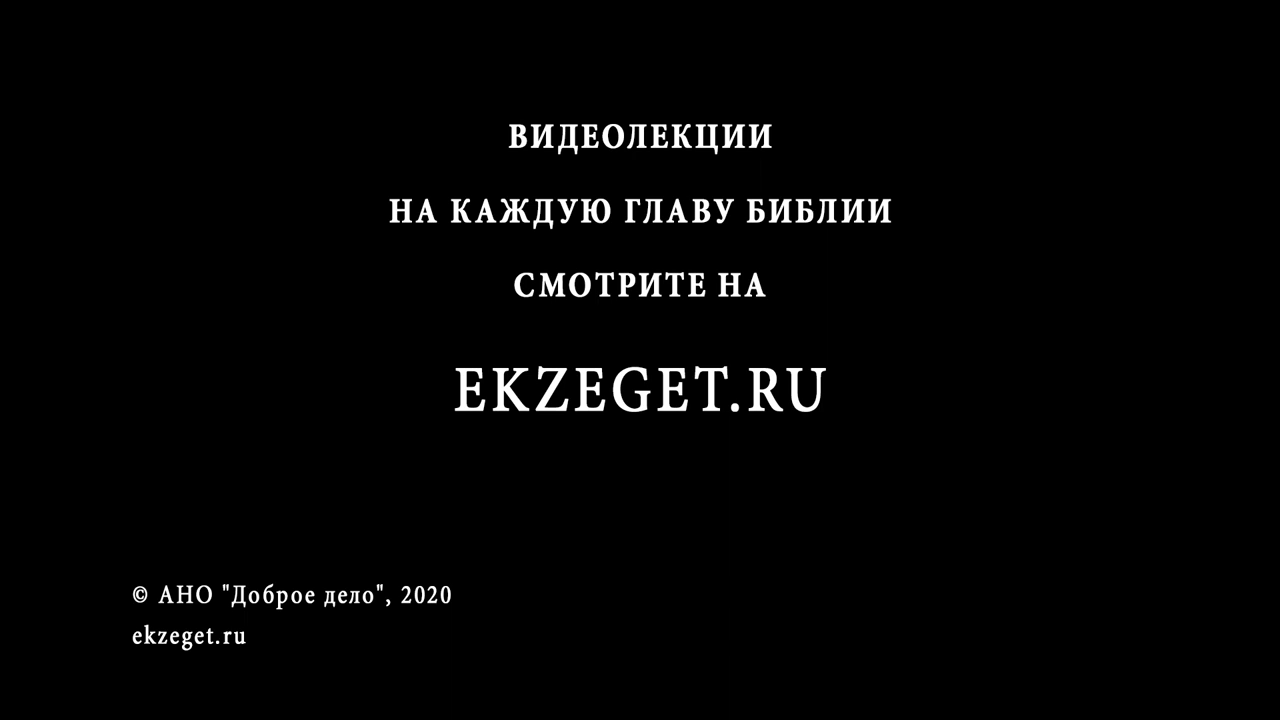 ВИДЕОЛЕКЦИИ
НА КАЖДУЮ ГЛАВУ БИБЛИИ
СМОТРИТЕ НА
EKZEGET.RU
© АНО "Доброе дело", 2020
ekzeget.ru